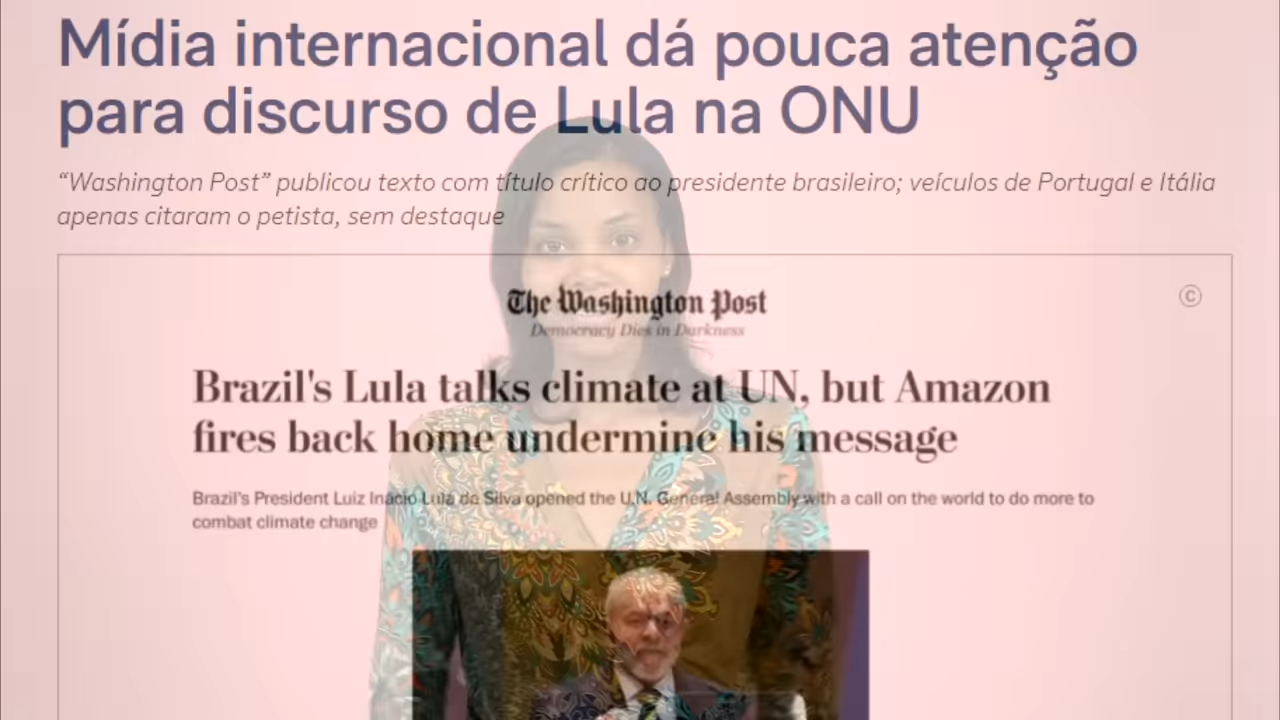 Mídia internacional dá pouca atenção
para discurso de Lula na ONU
“Washington Post” publicou texto com título crítico ao presidente brasileiro; veículos de Portugal e Itália
apenas citaram o petista, sem destaque
©
The Washington Post
Democracy Dies in Darkness
Brazil's Lula talks climate at UN, but Amazon
fires back home undermine his message
Brazil's President Luiz Inácio Lula da Silva opened the U.N. General Assembly with a call on the world to do more to
combat climate change